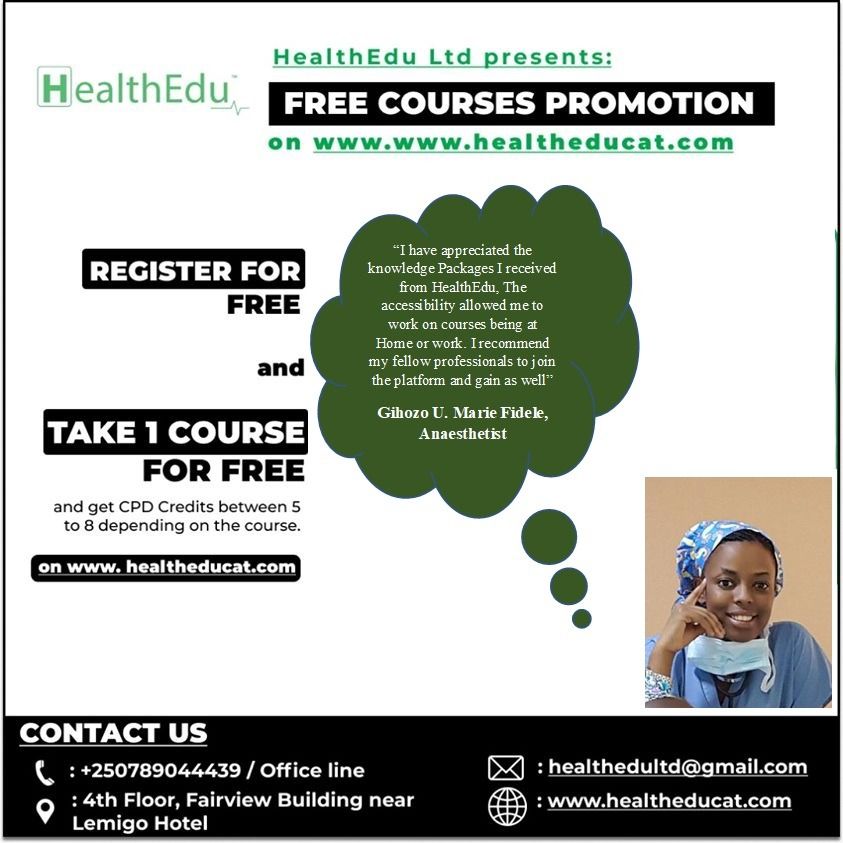 HealthEdu™
HealthEdu Ltd presents:
FREE COURSES PROMOTION
on www.www.healtheducat.com
REGISTER FOR
FREE
and
TAKE 1 COURSE
FOR FREE
and get CPD Credits between 5
to 8 depending on the course.
on www. healtheducat.com
“I have appreciated the
knowledge Packages I received
from HealthEdu, The
accessibility allowed me to
work on courses being at
Home or work. I recommend
my fellow professionals to join
the platform and gain as well”
Gihozo U. Marie Fidele,
Anaesthetist
CONTACT US
: +250789044439 / Office line
: 4th Floor, Fairview Building near
Lemigo Hotel
: healthedultd@gmail.com
: www.healtheducat.com